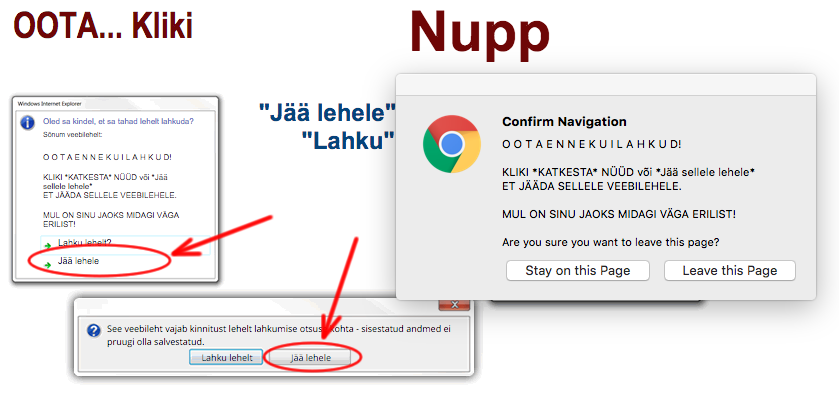 OOTA... Kliki
Nupp
"Jää lehele"
"Lahku"
Windows Internet Explorer
Oled sa kindel, et sa tahad lehelt lahkuda?
Sõnum veebilehelt:
O O T A E N N E K U I L A H K U D!
KLIKI *KATKESTA* NÜÜD või *Jää
sellele lehele*
ET JÄÄDA SELLELE VEEBILEHELE.
MUL ON SINU JAOKS MIDAGI VÄGA
ERILIST!
Lahku lehelt?
Jää lehele
Confirm Navigation
O O T A E N N E K U I L A H K U D!
KLIKI *KATKESTA* NÜÜD või *Jää sellele lehele*
ET JÄÄDA SELLELE VEEBILEHELE.
MUL ON SINU JAOKS MIDAGI VÄGA ERILIST!
Are you sure you want to leave this page?
Stay on this Page
Leave this Page
See veebileht vajab kinnitust lehelt lahkumise kohta - sisestatud andmed ei
pruugi olla salvestatud.
Lahku lehelt
Jää lehele